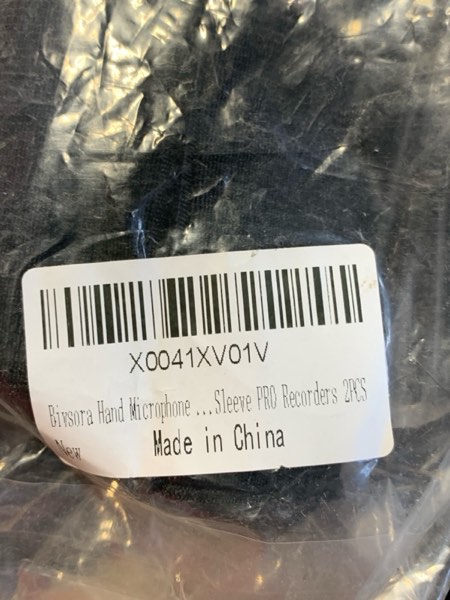 X0041XV01V
Bivsora Hand Microphone ...Sleeve PRO Recorders 2PCS
New
Made in China